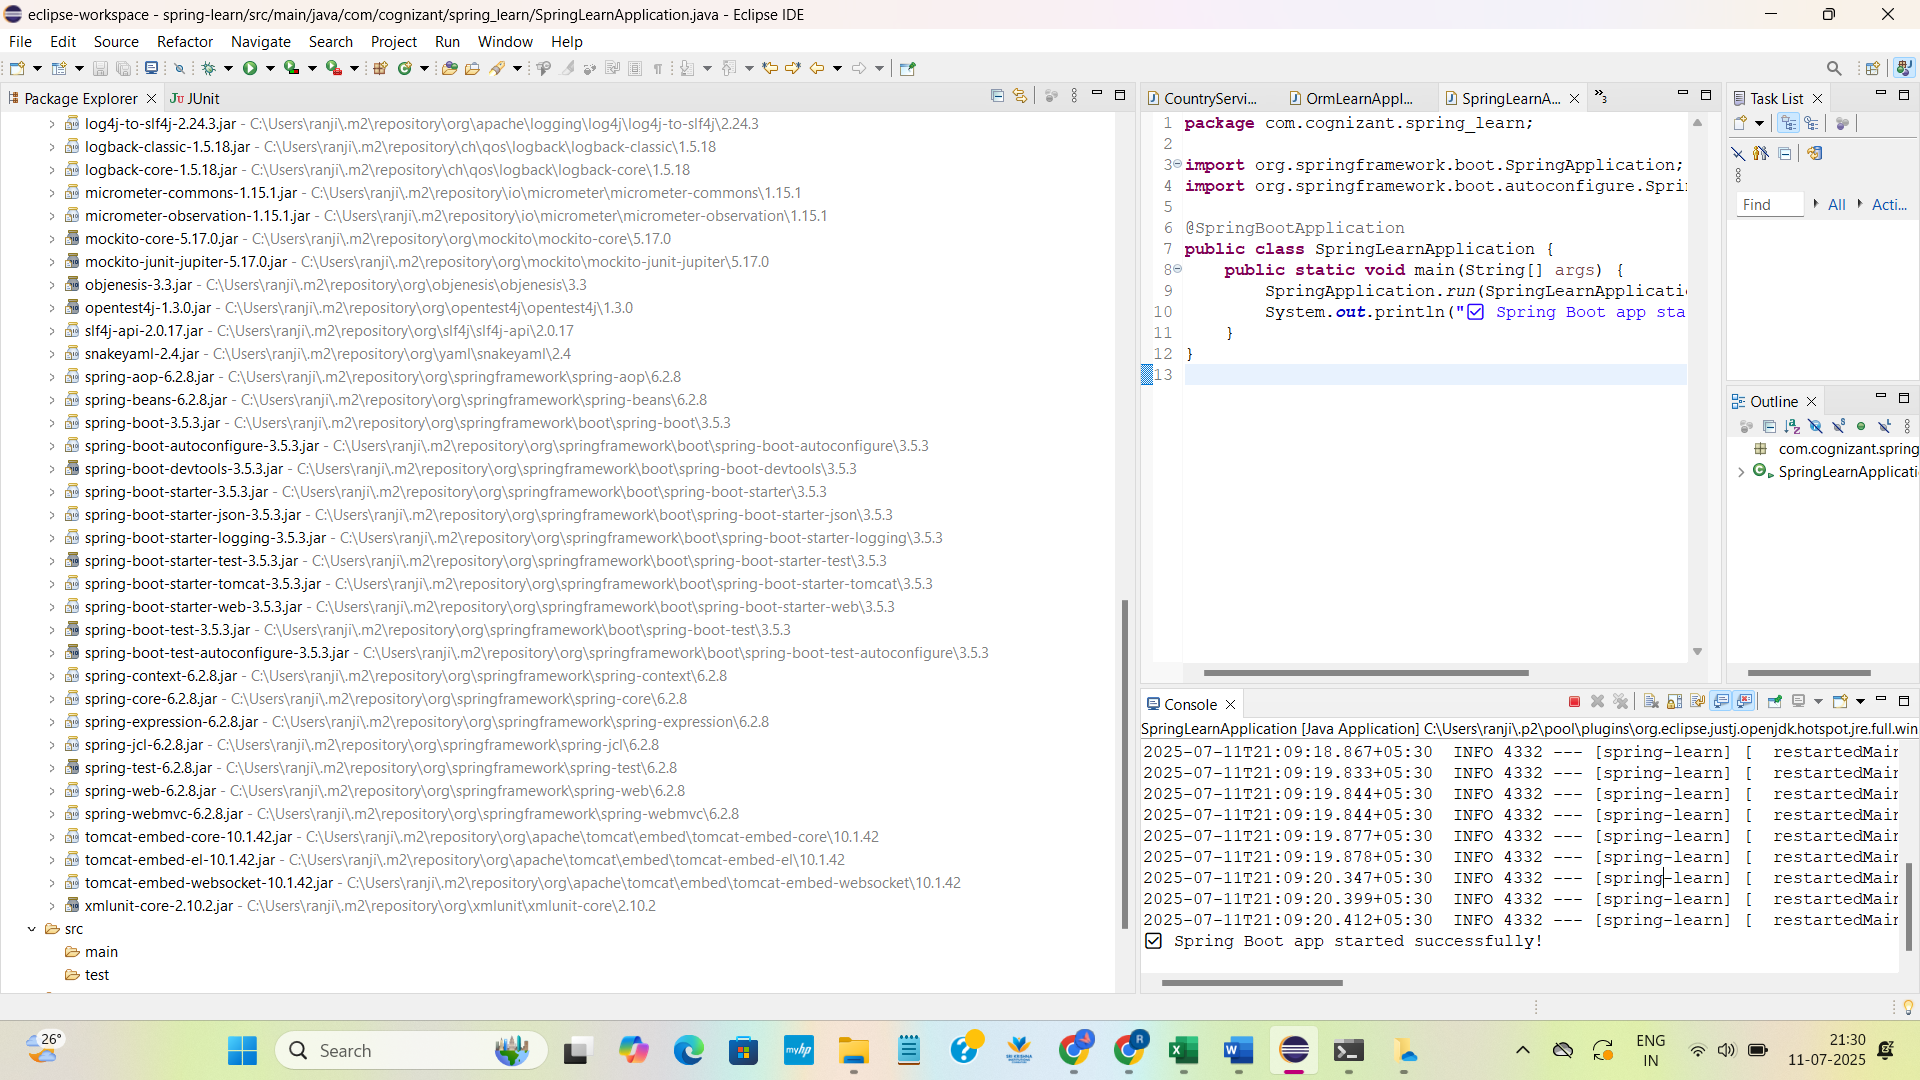 eclipse-workspace - spring-learn/src/main/java/com/cognizant/spring_learn/SpringLearnApplication.java - Eclipse IDE
File Edit Source Refactor Navigate Search Project Run Window Help
Package Explorer
JUnit
log4j-to-slf4j-2.24.3.jar - C:\Users\ranji\.m2\repository\org\apache\logging\log4j\log4j-to-slf4j\2.24.3
logback-classic-1.5.18.jar - C:\Users\ranji\.m2\repository\ch\qos\logback\logback-classic\1.5.18
logback-core-1.5.18.jar - C:\Users\ranji\.m2\repository\ch\qos\logback\logback-core\1.5.18
micrometer-commons-1.15.1.jar - C:\Users\ranji\.m2\repository\io\micrometer\micrometer-commons\1.15.1
micrometer-observation-1.15.1.jar - C:\Users\ranji\.m2\repository\io\micrometer\micrometer-observation\1.15.1
mockito-core-5.17.0.jar - C:\Users\ranji\.m2\repository\org\mockito\mockito-core\5.17.0
mockito-junit-jupiter-5.17.0.jar - C:\Users\ranji\.m2\repository\org\mockito\mockito-junit-jupiter\5.17.0
objenesis-3.3.jar - C:\Users\ranji\.m2\repository\org\objenesis\objenesis\3.3
opentest4j-1.3.0.jar - C:\Users\ranji\.m2\repository\org\opentest4j\opentest4j\1.3.0
slf4j-api-2.0.17.jar - C:\Users\ranji\.m2\repository\org\slf4j\slf4j-api\2.0.17
snakeyaml-2.4.jar - C:\Users\ranji\.m2\repository\org\yaml\snakeyaml\2.4
spring-aop-6.2.8.jar - C:\Users\ranji\.m2\repository\org\springframework\spring-aop\6.2.8
spring-beans-6.2.8.jar - C:\Users\ranji\.m2\repository\org\springframework\spring-beans\6.2.8
spring-boot-3.5.3.jar - C:\Users\ranji\.m2\repository\org\springframework\boot\spring-boot\3.5.3
spring-boot-autoconfigure-3.5.3.jar - C:\Users\ranji\.m2\repository\org\springframework\boot\spring-boot-autoconfigure\3.5.3
spring-boot-devtools-3.5.3.jar - C:\Users\ranji\.m2\repository\org\springframework\boot\spring-boot-devtools\3.5.3
spring-boot-starter-3.5.3.jar - C:\Users\ranji\.m2\repository\org\springframework\boot\spring-boot-starter\3.5.3
spring-boot-starter-json-3.5.3.jar - C:\Users\ranji\.m2\repository\org\springframework\boot\spring-boot-starter-json\3.5.3
spring-boot-starter-logging-3.5.3.jar - C:\Users\ranji\.m2\repository\org\springframework\boot\spring-boot-starter-logging\3.5.3
spring-boot-starter-test-3.5.3.jar - C:\Users\ranji\.m2\repository\org\springframework\boot\spring-boot-starter-test\3.5.3
spring-boot-starter-tomcat-3.5.3.jar - C:\Users\ranji\.m2\repository\org\springframework\boot\spring-boot-starter-tomcat\3.5.3
spring-boot-starter-web-3.5.3.jar - C:\Users\ranji\.m2\repository\org\springframework\boot\spring-boot-starter-web\3.5.3
spring-boot-test-3.5.3.jar - C:\Users\ranji\.m2\repository\org\springframework\boot\spring-boot-test\3.5.3
spring-boot-test-autoconfigure-3.5.3.jar - C:\Users\ranji\.m2\repository\org\springframework\boot\spring-boot-test-autoconfigure\3.5.3
spring-context-6.2.8.jar - C:\Users\ranji\.m2\repository\org\springframework\spring-context\6.2.8
spring-core-6.2.8.jar - C:\Users\ranji\.m2\repository\org\springframework\spring-core\6.2.8
spring-expression-6.2.8.jar - C:\Users\ranji\.m2\repository\org\springframework\spring-expression\6.2.8
spring-jcl-6.2.8.jar - C:\Users\ranji\.m2\repository\org\springframework\spring-jcl\6.2.8
spring-test-6.2.8.jar - C:\Users\ranji\.m2\repository\org\springframework\spring-test\6.2.8
spring-web-6.2.8.jar - C:\Users\ranji\.m2\repository\org\springframework\spring-web\6.2.8
spring-webmvc-6.2.8.jar - C:\Users\ranji\.m2\repository\org\springframework\spring-webmvc\6.2.8
tomcat-embed-core-10.1.42.jar - C:\Users\ranji\.m2\repository\org\apache\tomcat\embed\tomcat-embed-core\10.1.42
tomcat-embed-el-10.1.42.jar - C:\Users\ranji\.m2\repository\org\apache\tomcat\embed\tomcat-embed-el\10.1.42
tomcat-embed-websocket-10.1.42.jar - C:\Users\ranji\.m2\repository\org\apache\tomcat\embed\tomcat-embed-websocket\10.1.42
xmlunit-core-2.10.2.jar - C:\Users\ranji\.m2\repository\org\xmlunit\xmlunit-core\2.10.2
src
main
test
CountryServi... OrmLearnAppl... SpringLearnA... 3
1 package com.cognizant.spring_learn;
2
3 import org.springframework.boot.SpringApplication;
4 import org.springframework.boot.autoconfigure.Spri
5
6 @SpringBootApplication
7 public class SpringLearnApplication {
8 public static void main(String[] args) {
9 SpringApplication.run(SpringLearnApplicati
10 System.out.println("☑ Spring Boot app sta
11 }
12 }
13
Task List
Find All Acti...
Outline
com.cognizant.spring
SpringLearnApplicati
Console
SpringLearnApplication [Java Application] C:\Users\ranji\.p2\pool\plugins\org.eclipse.justj.openjdk.hotspot.jre.full.win
2025-07-11T21:09:18.867+05:30 INFO 4332 --- [spring-learn] [ restartedMain
2025-07-11T21:09:19.833+05:30 INFO 4332 --- [spring-learn] [ restartedMain
2025-07-11T21:09:19.844+05:30 INFO 4332 --- [spring-learn] [ restartedMain
2025-07-11T21:09:19.844+05:30 INFO 4332 --- [spring-learn] [ restartedMain
2025-07-11T21:09:19.877+05:30 INFO 4332 --- [spring-learn] [ restartedMain
2025-07-11T21:09:19.878+05:30 INFO 4332 --- [spring-learn] [ restartedMain
2025-07-11T21:09:20.347+05:30 INFO 4332 --- [spring-learn] [ restartedMain
2025-07-11T21:09:20.399+05:30 INFO 4332 --- [spring-learn] [ restartedMain
2025-07-11T21:09:20.412+05:30 INFO 4332 --- [spring-learn] [ restartedMain
☑ Spring Boot app started successfully!
26°
Search
myhp
ENG
IN
21:30
11-07-2025